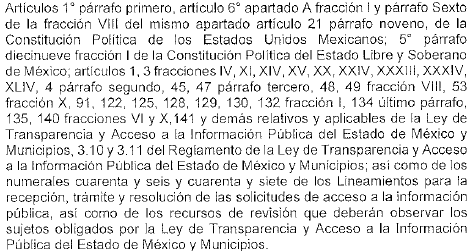 Artículos 1° párrafo primero, artículo 6° apartado A fracción I y párrafo Sexto
de la fracción VIII del mismo apartado artículo 21 párrafo noveno, de la
Constitución Política de los Estados Unidos Mexicanos; 5° párrafo
diecinueve fracción I de la Constitución Política del Estado Libre y Soberano
de México; artículos 1, 3 fracciones IV, XI, XIV, XV, XX, XXIV, XXXIII, XXXIV,
XLIV, 4 párrafo segundo, 45, 47 párrafo tercero, 48, 49 fracción VIII, 53
fracción X, 91, 122, 125, 128, 129, 130, 132 fracción I, 134 último párrafo,
135, 140 fracciones VI y X,141 y demás relativos y aplicables de la Ley de
Transparencia y Acceso a la Información Pública del Estado de México y
Municipios, 3.10 y 3.11 del Reglamento de la Ley de Transparencia y Acceso
a la Información Pública del Estado de México y Municipios; así como de los
numerales cuarenta y seis y cuarenta y siete de los Lineamientos para la
recepción, trámite y resolución de las solicitudes de acceso a la información
pública, así como de los recursos de revisión que deberán observar los
sujetos obligados por la Ley de Transparencia y Acceso a la Información
Pública del Estado de México y Municipios.